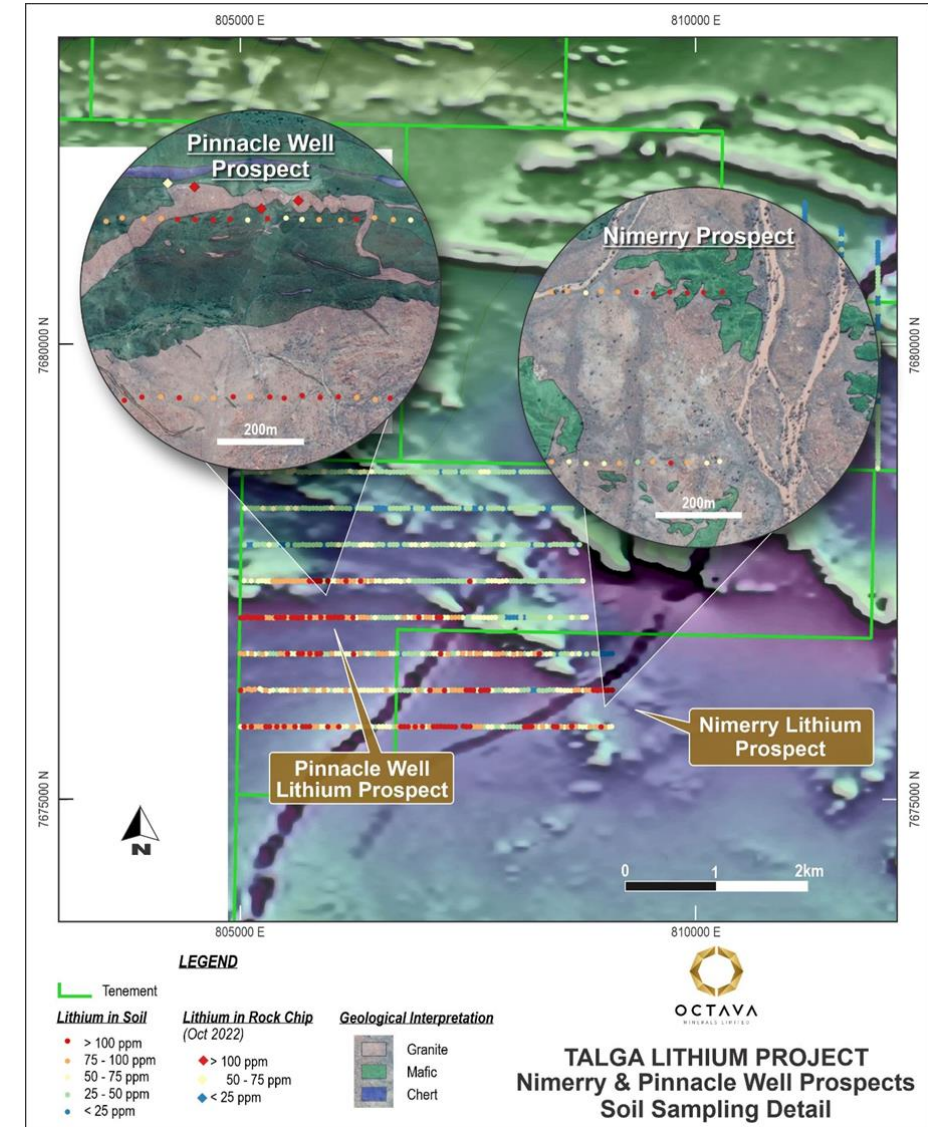 805000 E
810000 E
Pinnacle Well
Prospect
Nimerry Prospect
7680000 N
7680000 N
200m
200m
Nimerry Lithium
Prospect
Pinnacle Well
Lithium Prospect
7675000 N
7675000 N
N
0 1 2km
805000 E
810000 E
LEGEND
Tenement
Lithium in Soil
> 100 ppm
75 - 100 ppm
50 - 75 ppm
25 - 50 ppm
< 25 ppm
Lithium in Rock Chip
(Oct 2022)
> 100 ppm
50 - 75 ppm
< 25 ppm
Geological Interpretation
Granite
Mafic
Chert
OCTAVA
MINERALS LIMITED
TALGA LITHIUM PROJECT
Nimerry & Pinnacle Well Prospects
Soil Sampling Detail